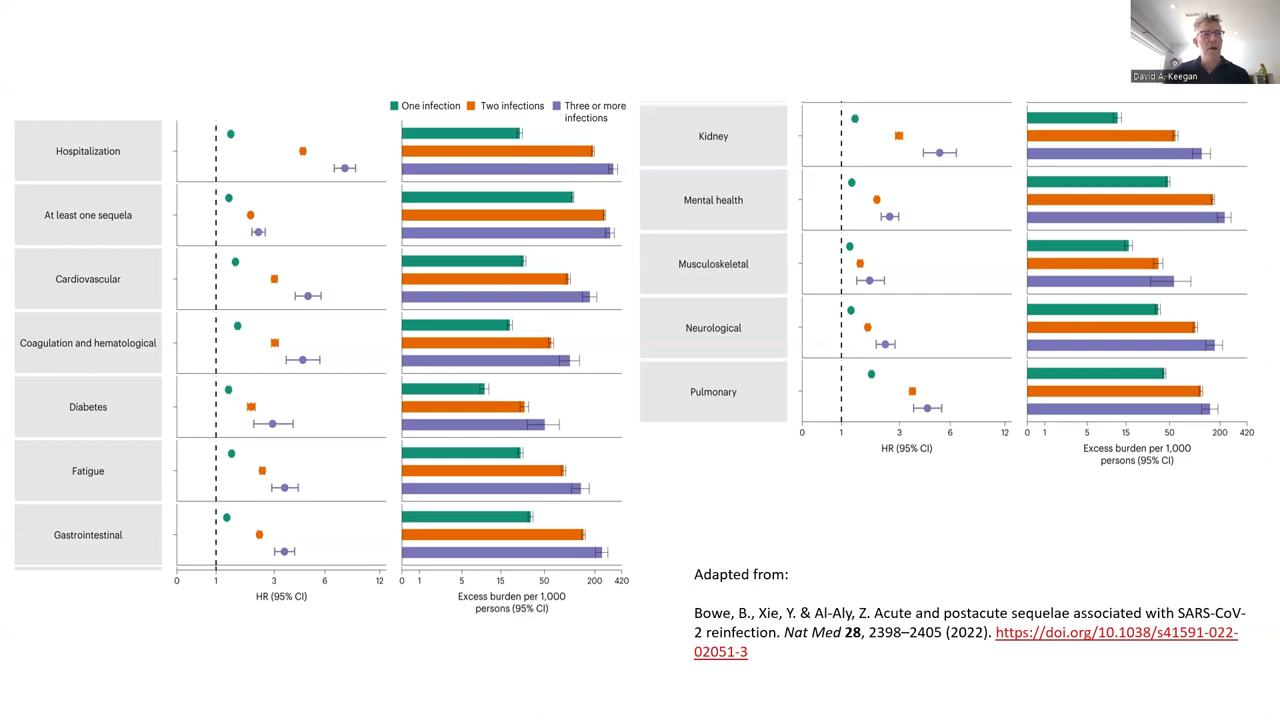 David A. Keegan
One infection
Two infections
Three or more
infections
Hospitalization
At least one sequela
Cardiovascular
Coagulation and hematological
Diabetes
Fatigue
Gastrointestinal
0 1 3 6 12
HR (95% CI)
0 1 5 15 50 200 420
Excess burden per 1,000
persons (95% CI)
Kidney
Mental health
Musculoskeletal
Neurological
Pulmonary
0 1 3 6 12
HR (95% CI)
0 1 5 15 50 200 420
Excess burden per 1,000
persons (95% CI)
Adapted from:
Bowe, B., Xie, Y. & Al-Aly, Z. Acute and postacute sequelae associated with SARS-CoV-
2 reinfection. Nat Med 28, 2398–2405 (2022). https://doi.org/10.1038/s41591-022-
02051-3